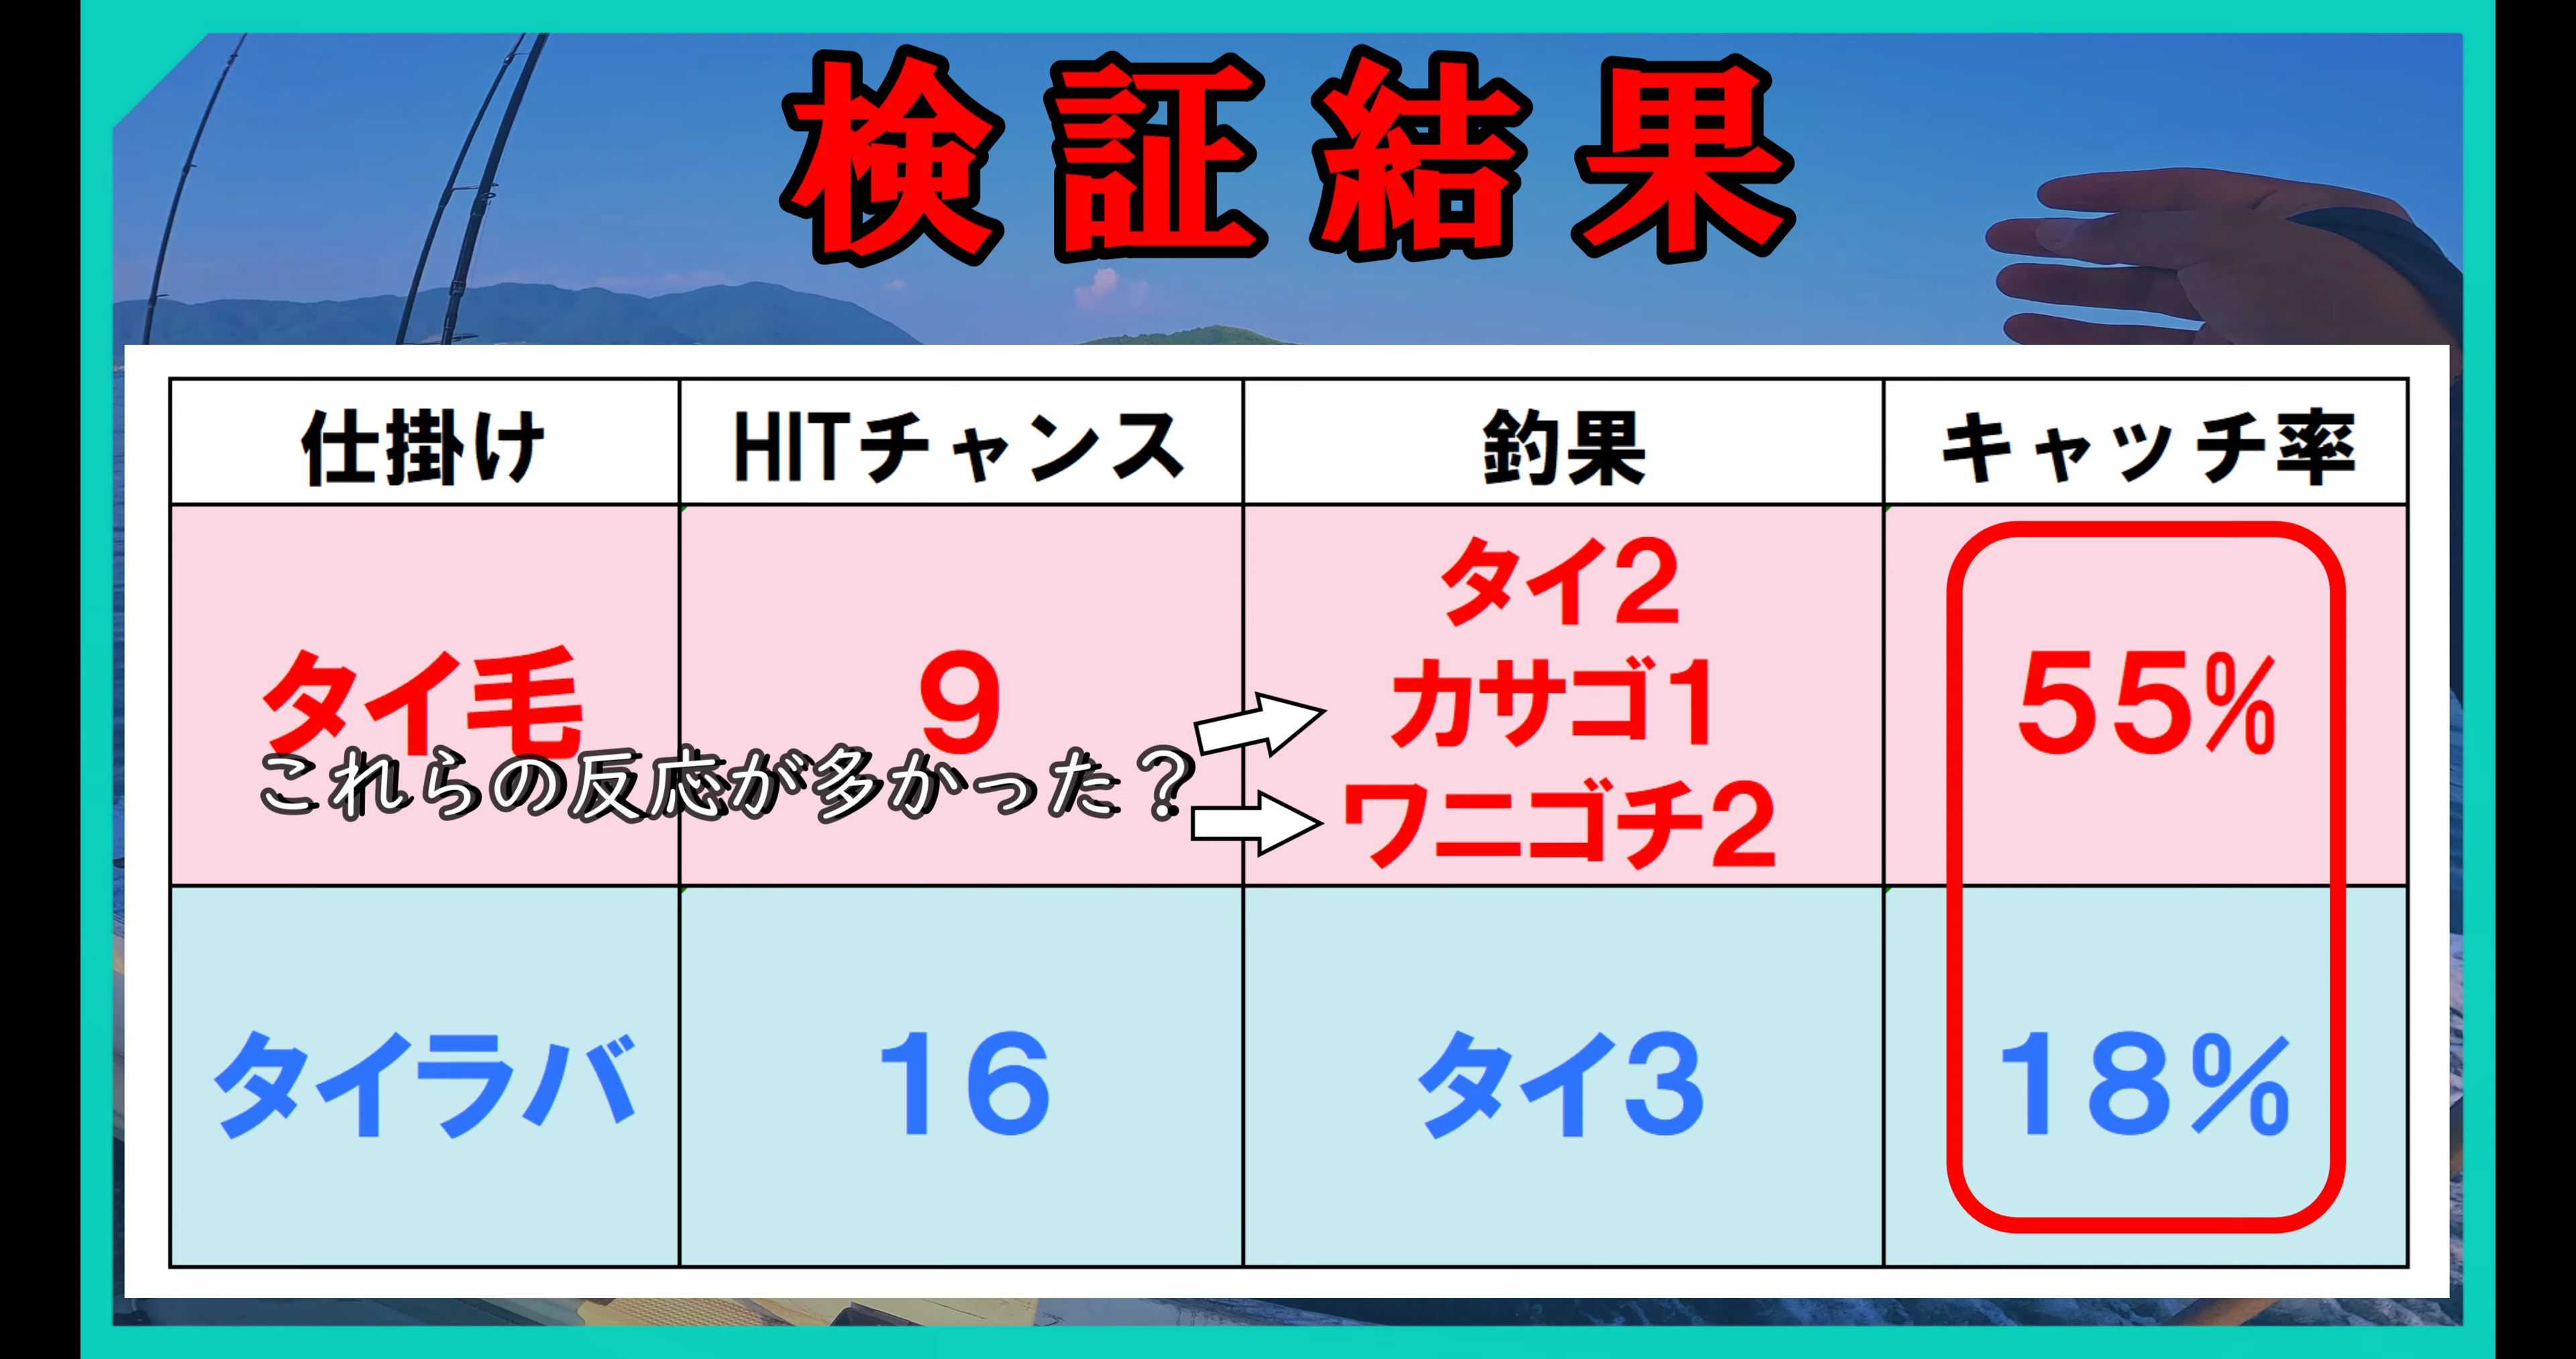 検証結果
仕掛け HITチャンス 釣果 キャッチ率
タイ2
タイ毛 9 カサゴ1 55%
これらの反応が多かった？
ワニゴチ2
タイラバ 16 タイ3 18%